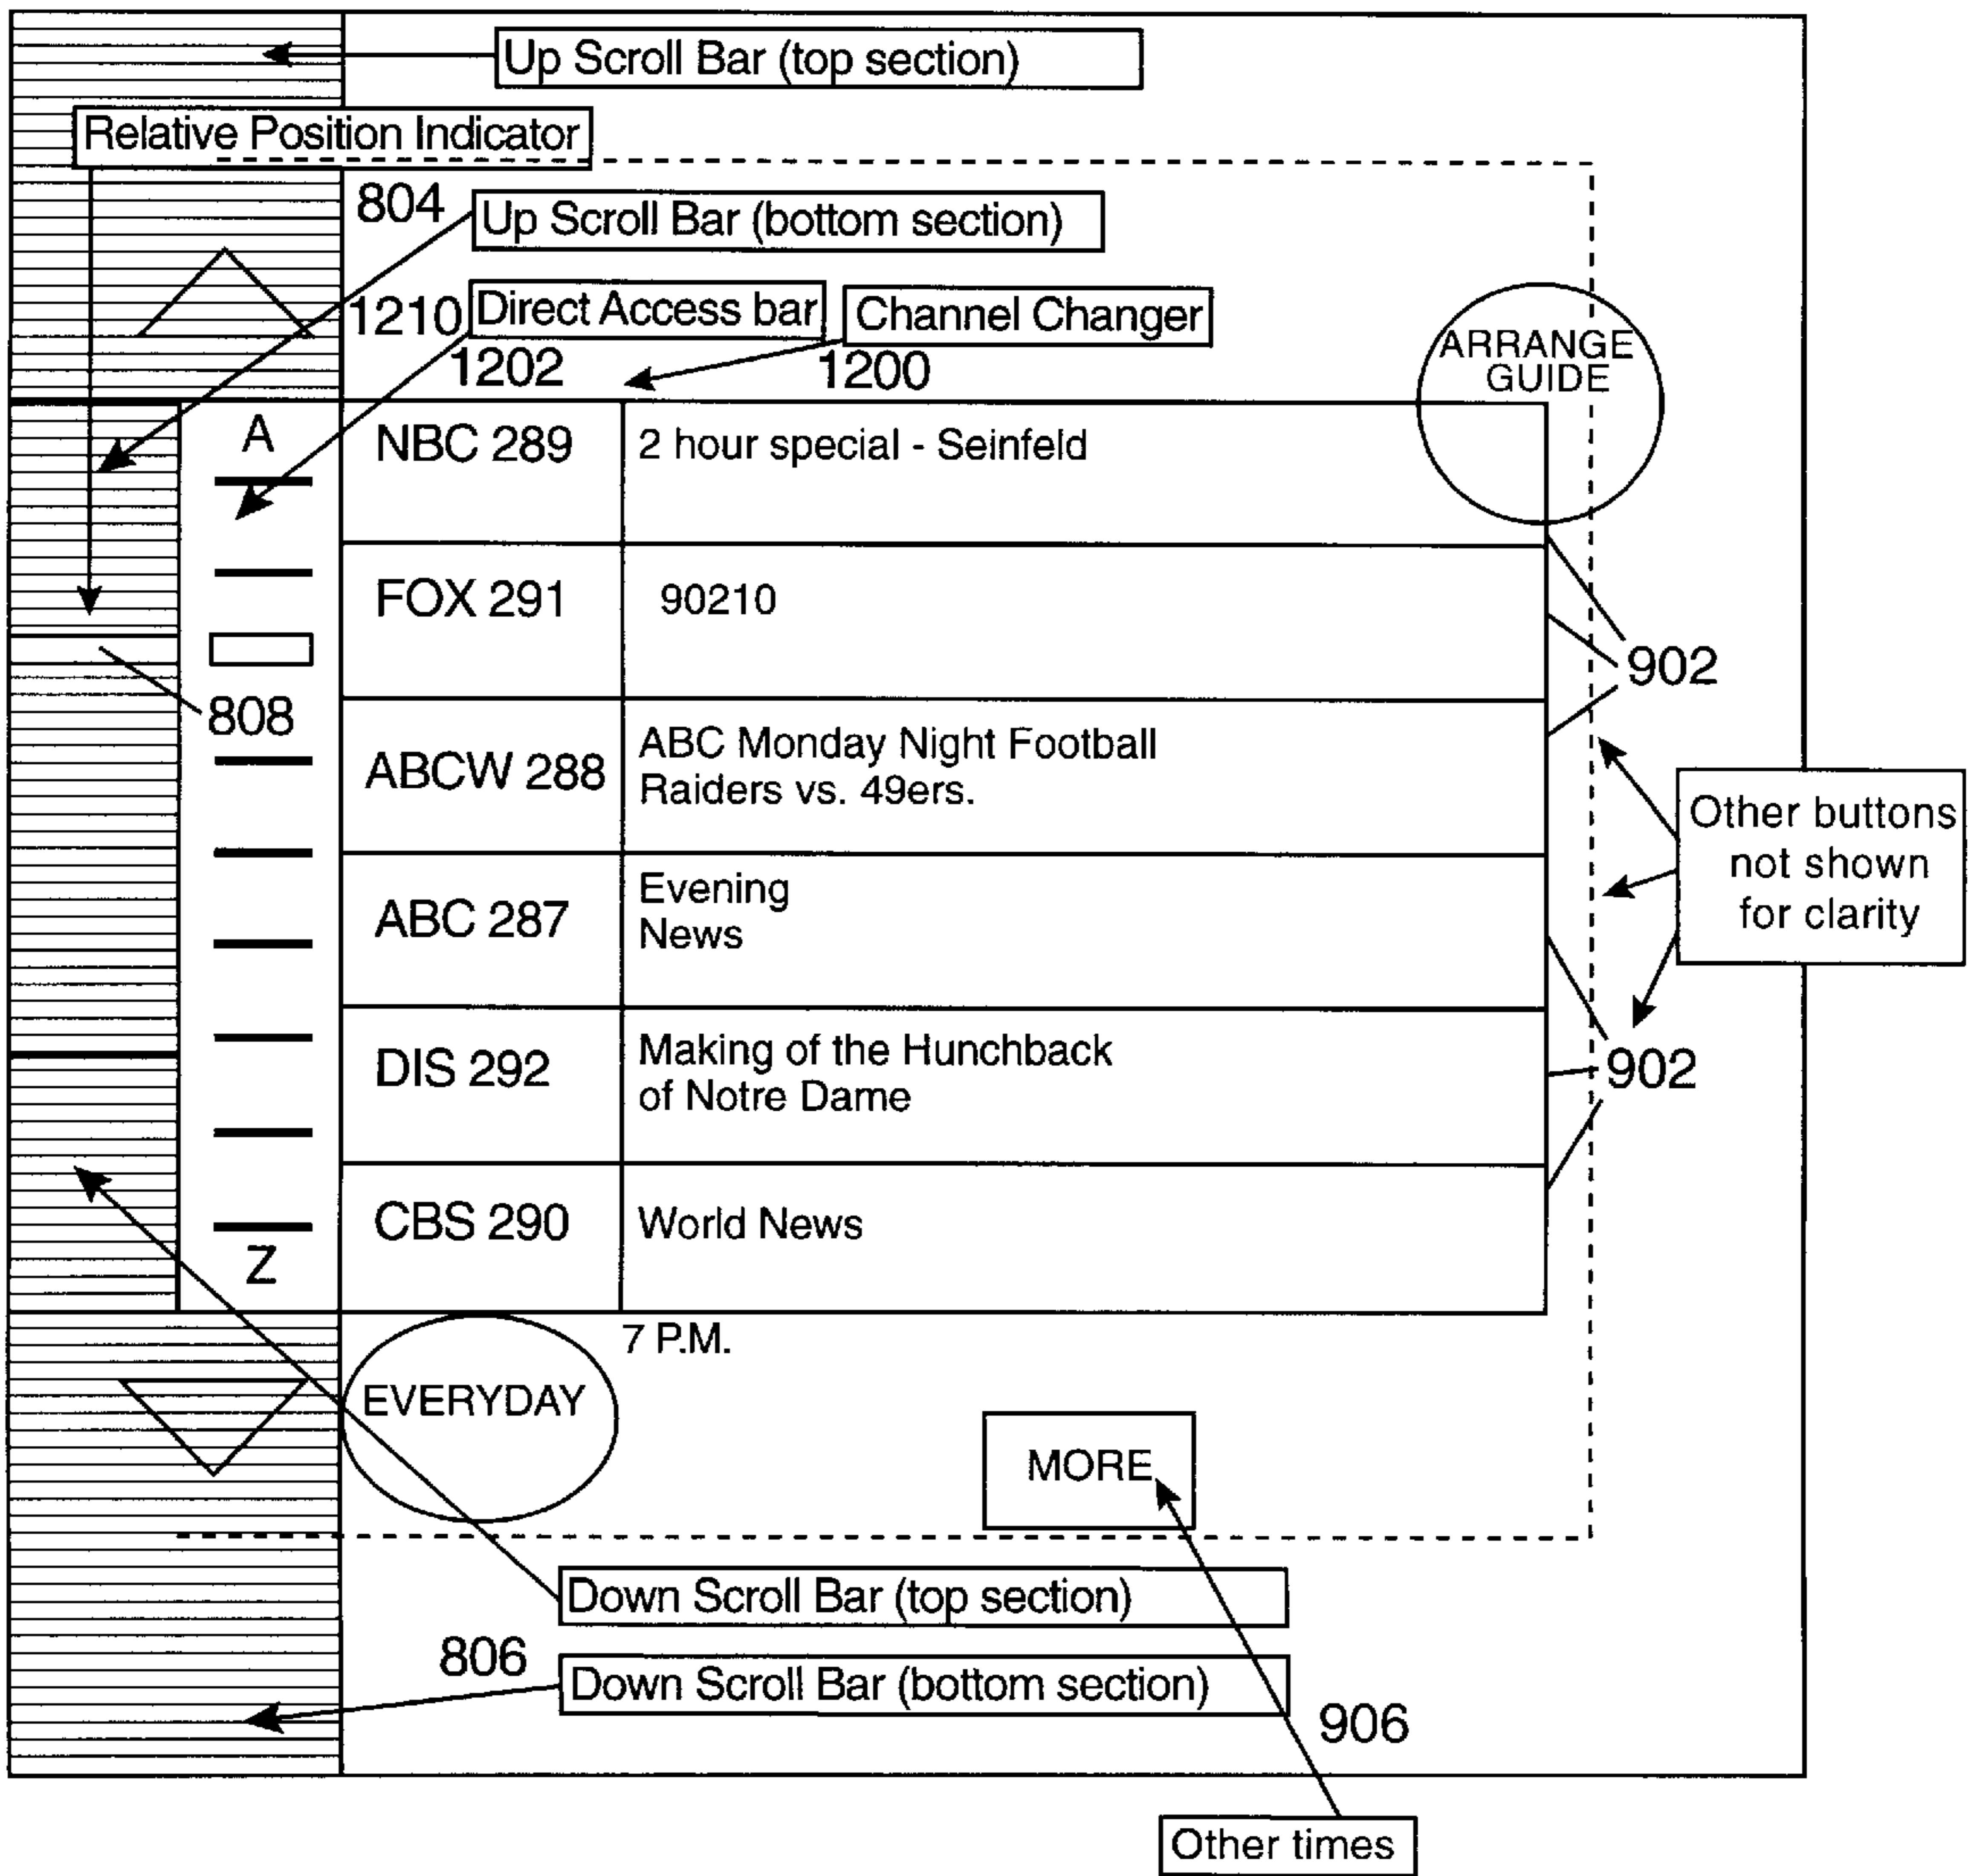 Up Scroll Bar (top section)
Relative Position Indicator
804
Up Scroll Bar (bottom section)
1210
Direct Access bar
Channel Changer
1202
1200
ARRANGE
GUIDE
A
NBC 289
2 hour special - Seinfeld
FOX 291
90210
902
808
ABCW 288
ABC Monday Night Football
Raiders vs. 49ers.
Other buttons
not shown
for clarity
ABC 287
Evening
News
DIS 292
Making of the Hunchback
of Notre Dame
902
CBS 290
World News
Z
7 P.M.
EVERYDAY
MORE
Down Scroll Bar (top section)
806
Down Scroll Bar (bottom section)
906
Other times